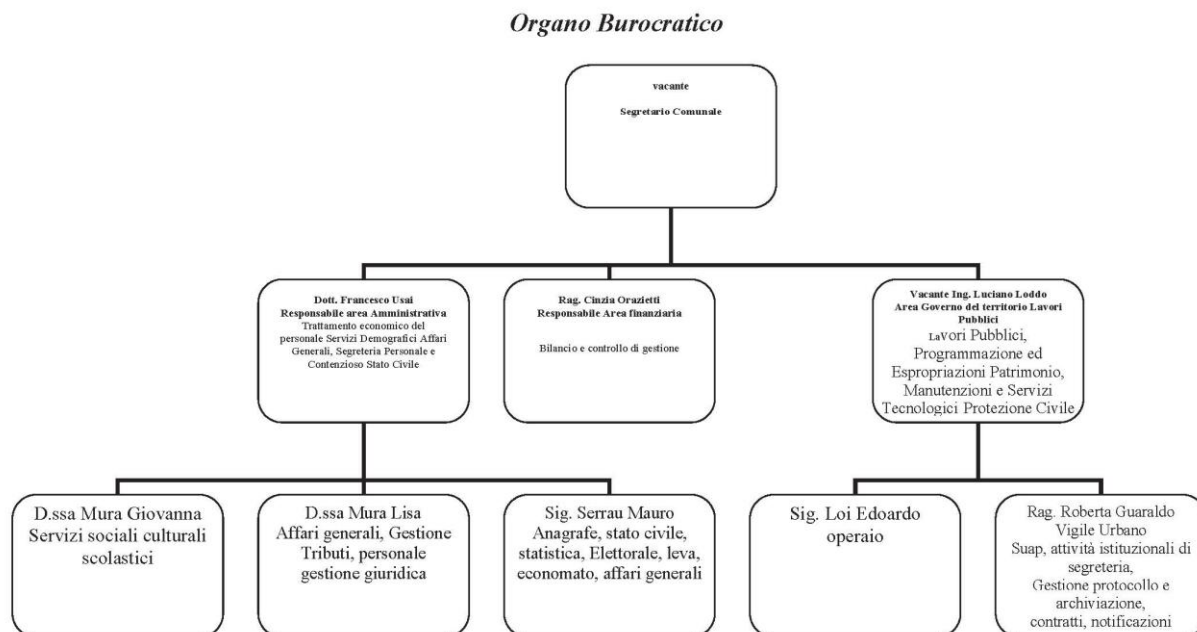 Organo Burocratico
vacante
Segretario Comunale
Dott. Francesco Usai
Responsabile area Amministrativa
Trattamento economico del
personale Servizi Demografici Affari
Generali, Segreteria Personale e
Contenzioso Stato Civile
Rag. Cinzia Orazietti
Responsabile Area finanziaria
Bilancio e controllo di gestione
Vacante Ing. Luciano Loddo
Area Governo del territorio Lavori
Pubblici
Lavori Pubblici,
Programmazione ed
Espropriazioni Patrimonio,
Manutenzioni e Servizi
Tecnologici Protezione Civile
D.ssa Mura Giovanna
Servizi sociali culturali
scolastici
D.ssa Mura Lisa
Affari generali, Gestione
Tributi, personale
gestione giuridica
Sig. Serrau Mauro
Anagrafe, stato civile,
statistica, Elettorale, leva,
economato, affari generali
Sig. Loi Edoardo
operaio
Rag. Roberta Guaraldo
Vigile Urbano
Suap, attività istituzionali di
segreteria,
Gestione protocollo e
archiviazione,
contratti, notificazioni